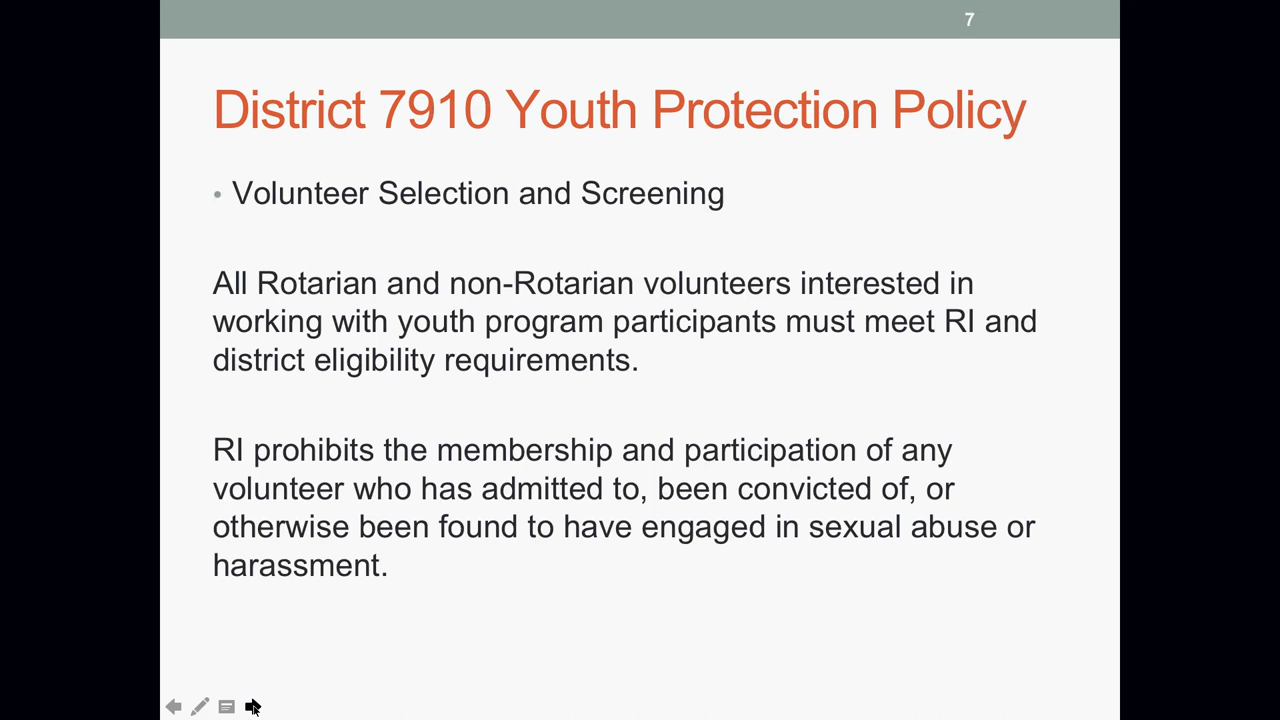 7
District 7910 Youth Protection Policy
• Volunteer Selection and Screening
All Rotarian and non-Rotarian volunteers interested in
working with youth program participants must meet RI and
district eligibility requirements.
RI prohibits the membership and participation of any
volunteer who has admitted to, been convicted of, or
otherwise been found to have engaged in sexual abuse or
harassment.